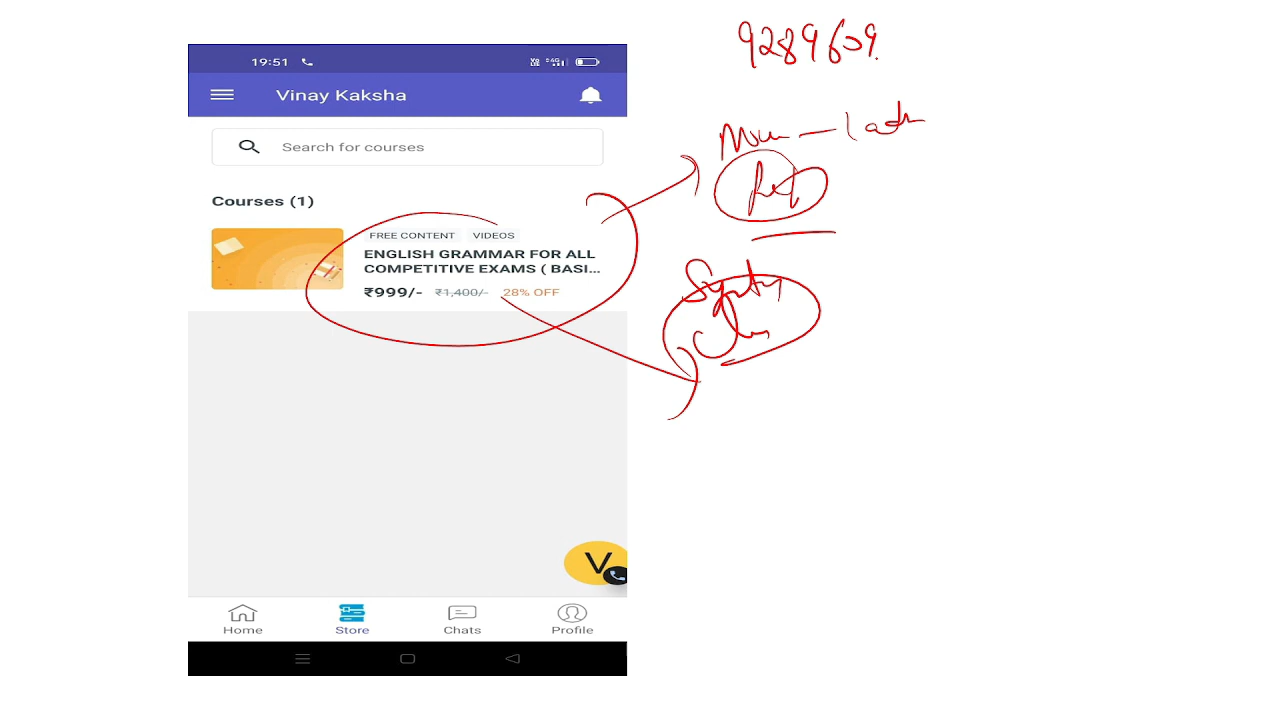 19:51
Vinay Kaksha
Search for courses
Courses (1)
FREE CONTENT VIDEOS
ENGLISH GRAMMAR FOR ALL
COMPETITIVE EXAMS ( BASI...
₹999/- ₹1,400/- 28% OFF
V
Home Store Chats Profile
9289609